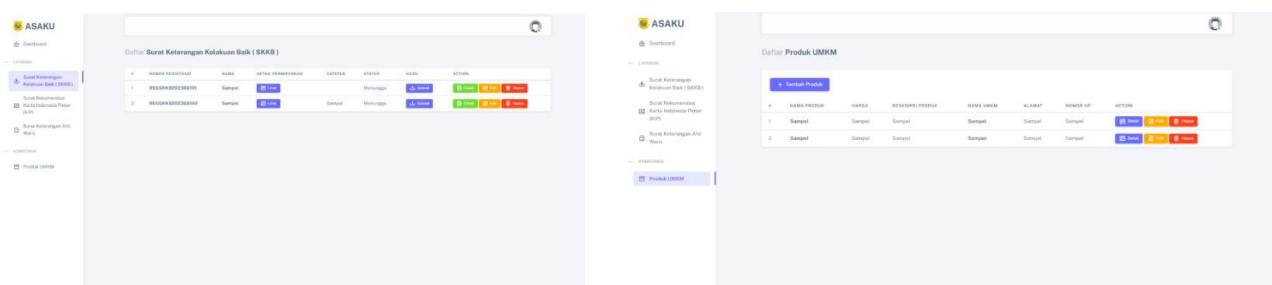 ASAKU
Dashboard
LAYANAN
Surat Keterangan
Kelakuan Baik ( SKKB )
Surat Rekomendasi
Kartu Indonesia Pintar
(KIP)
Surat Keterangan Ahli
Waris
KOMPONEN
Produk UMKM
Daftar Surat Keterangan Kelakuan Baik ( SKKB )
# NOMOR REGISTRASI NAMA DETAIL PERMOHONAN CATATAN STATUS HASIL ACTION
1 Sampel Lihat Menunggu Unduh Detail Edit Hapus
2 Sampel Lihat Sampel Menunggu Unduh Detail Edit Hapus
ASAKU
Dashboard
LAYANAN
Surat Keterangan
Kelakuan Baik ( SKKB )
Surat Rekomendasi
Kartu Indonesia Pintar
(KIP)
Surat Keterangan Ahli
Waris
KOMPONEN
Produk UMKM
Daftar Produk UMKM
+ Tambah Produk
# NAMA PRODUK HARGA DESKRIPSI PRODUK NAMA UMKM ALAMAT NOMOR HP ACTION
1 Sampel Sampel Sampel Sampel Sampel Sampel Detail Edit Hapus
2 Sampel Sampel Sampel Sampel Sampel Sampel Detail Edit Hapus